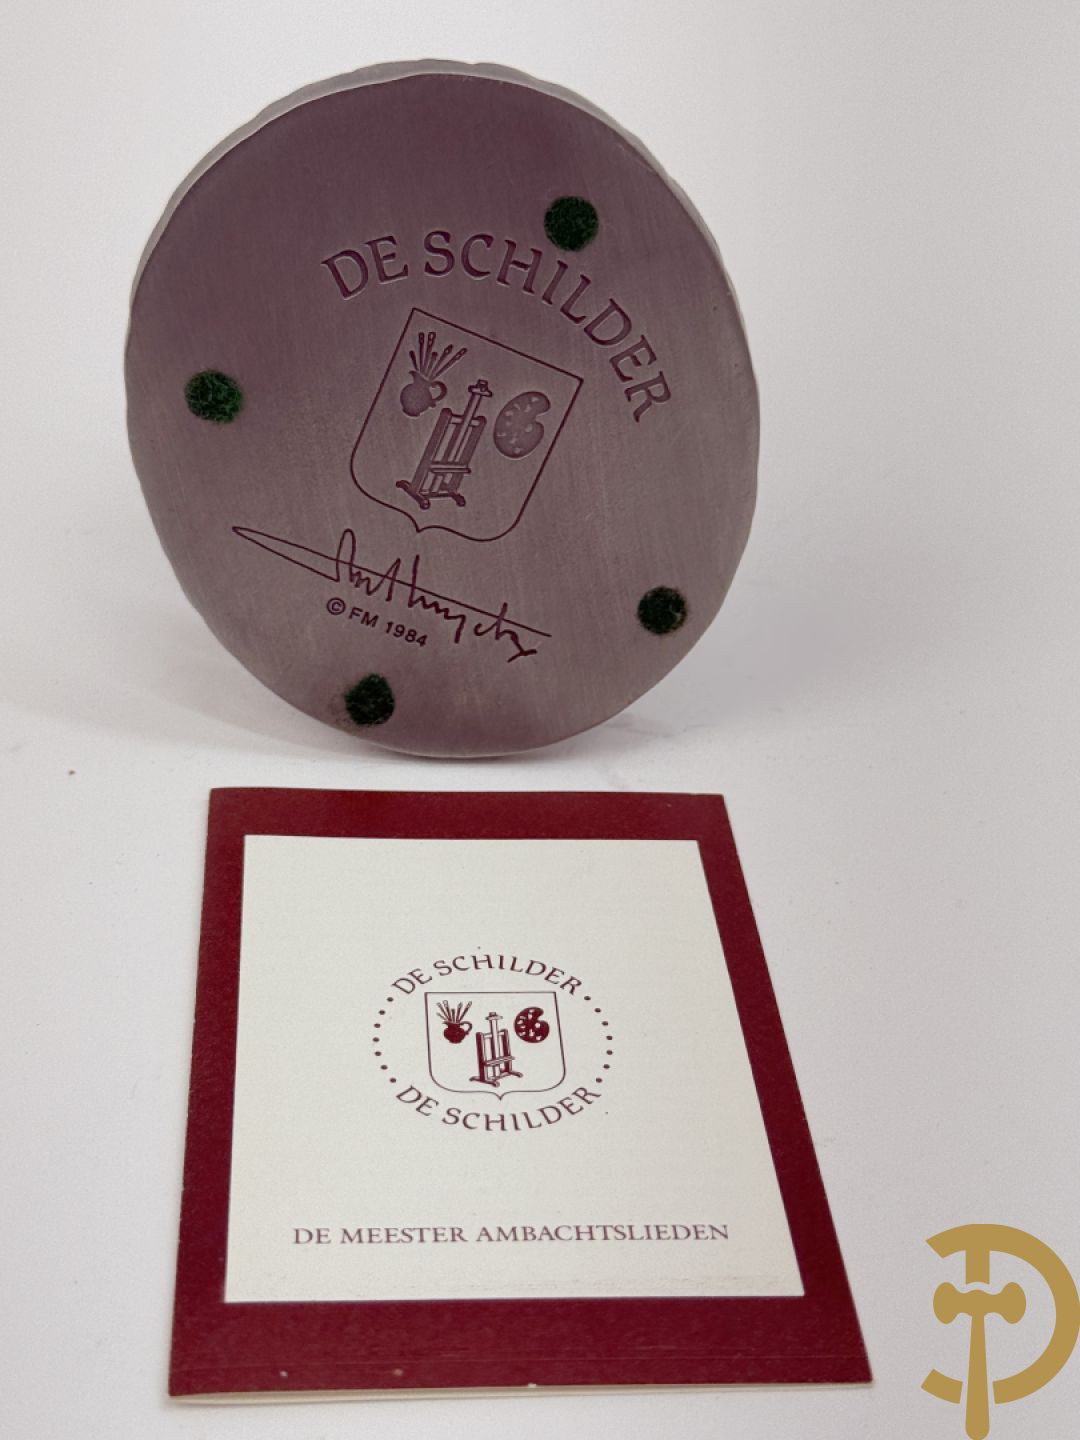 DE SCHILDER
© FM 1984
DE SCHILDER
DE SCHILDER
DE MEESTER AMBACHTSLIEDEN